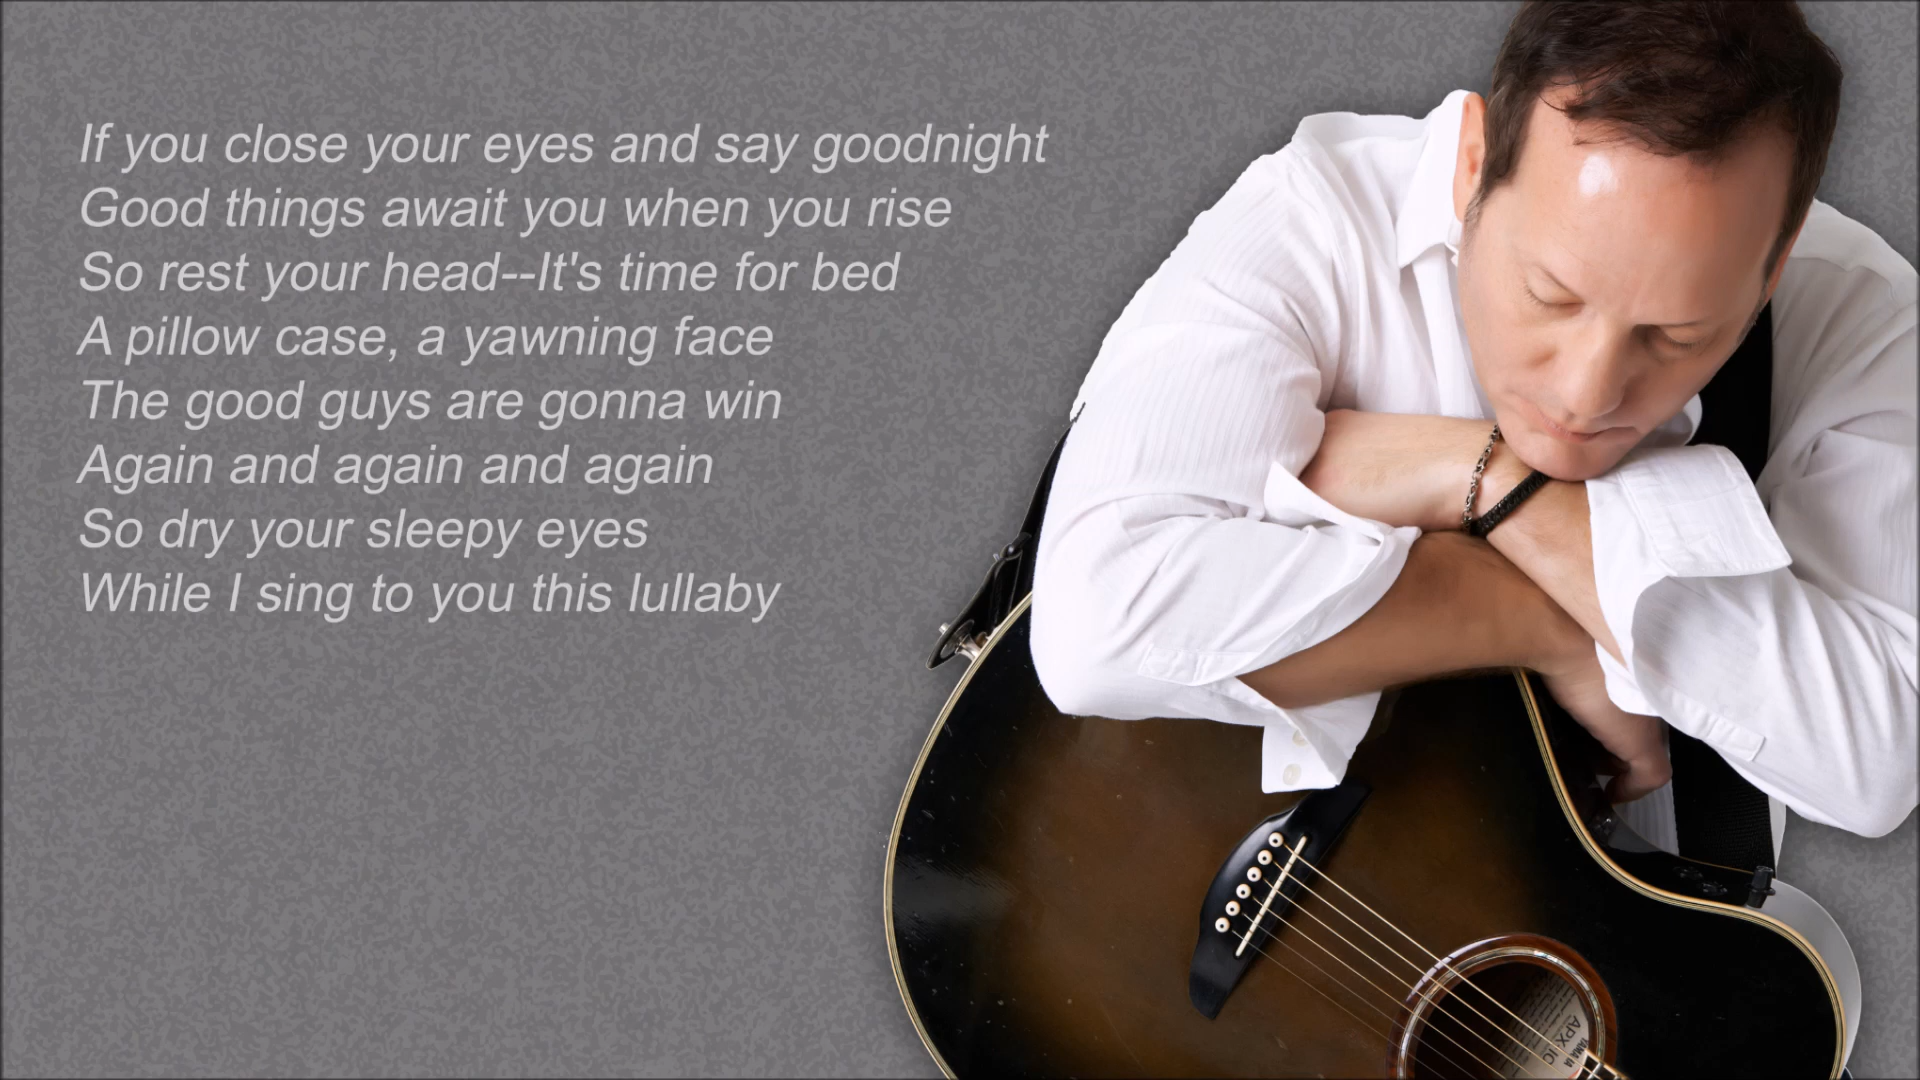 If you close your eyes and say goodnight
Good things await you when you rise
So rest your head--It's time for bed
A pillow case, a yawning face
The good guys are gonna win
Again and again and again
So dry your sleepy eyes
While I sing to you this lullaby
APX